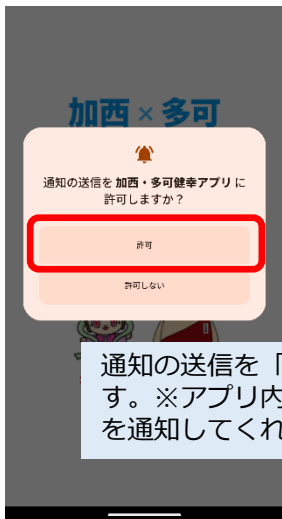 加西×多可
通知の送信を 加西・多可健幸アプリ に
許可しますか？
許可
許可しない
通知の送信を「
す。※アプリ内
を通知してくれ